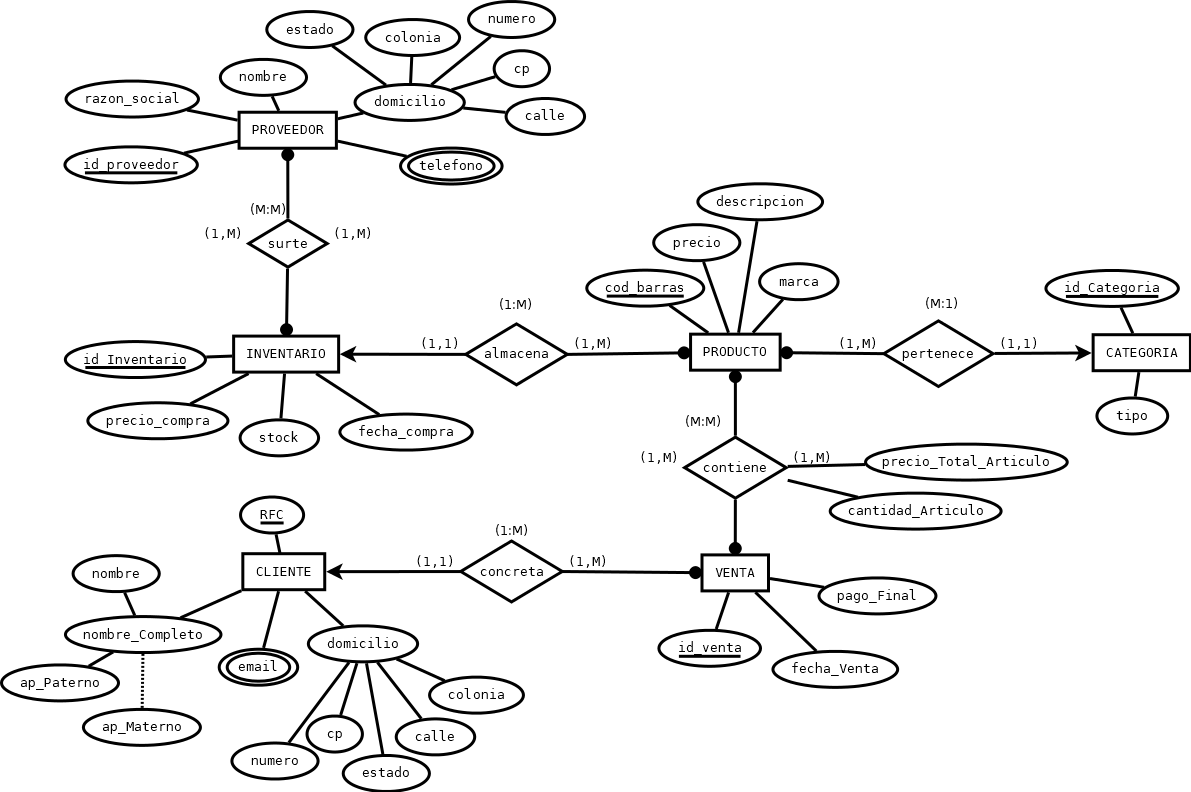 estado
colonia
numero
nombre
cp
razon_social
domicilio
calle
PROVEEDOR
id_proveedor
telefono
(M:M)
(1,M)
(1,M)
surte
descripcion
precio
cod_barras
marca
id_Categoria
(1:M)
(M:1)
id_Inventario
INVENTARIO
(1,1)
almacena
(1,M)
PRODUCTO
(1,M)
pertenece
(1,1)
CATEGORIA
precio_compra
stock
fecha_compra
tipo
(M:M)
(1,M)
contiene
(1,M)
precio_Total_Articulo
cantidad_Articulo
RFC
(1:M)
nombre
CLIENTE
(1,1)
concreta
(1,M)
VENTA
pago_Final
nombre_Completo
domicilio
id_venta
email
fecha_Venta
ap_Paterno
colonia
ap_Materno
cp
calle
numero
estado